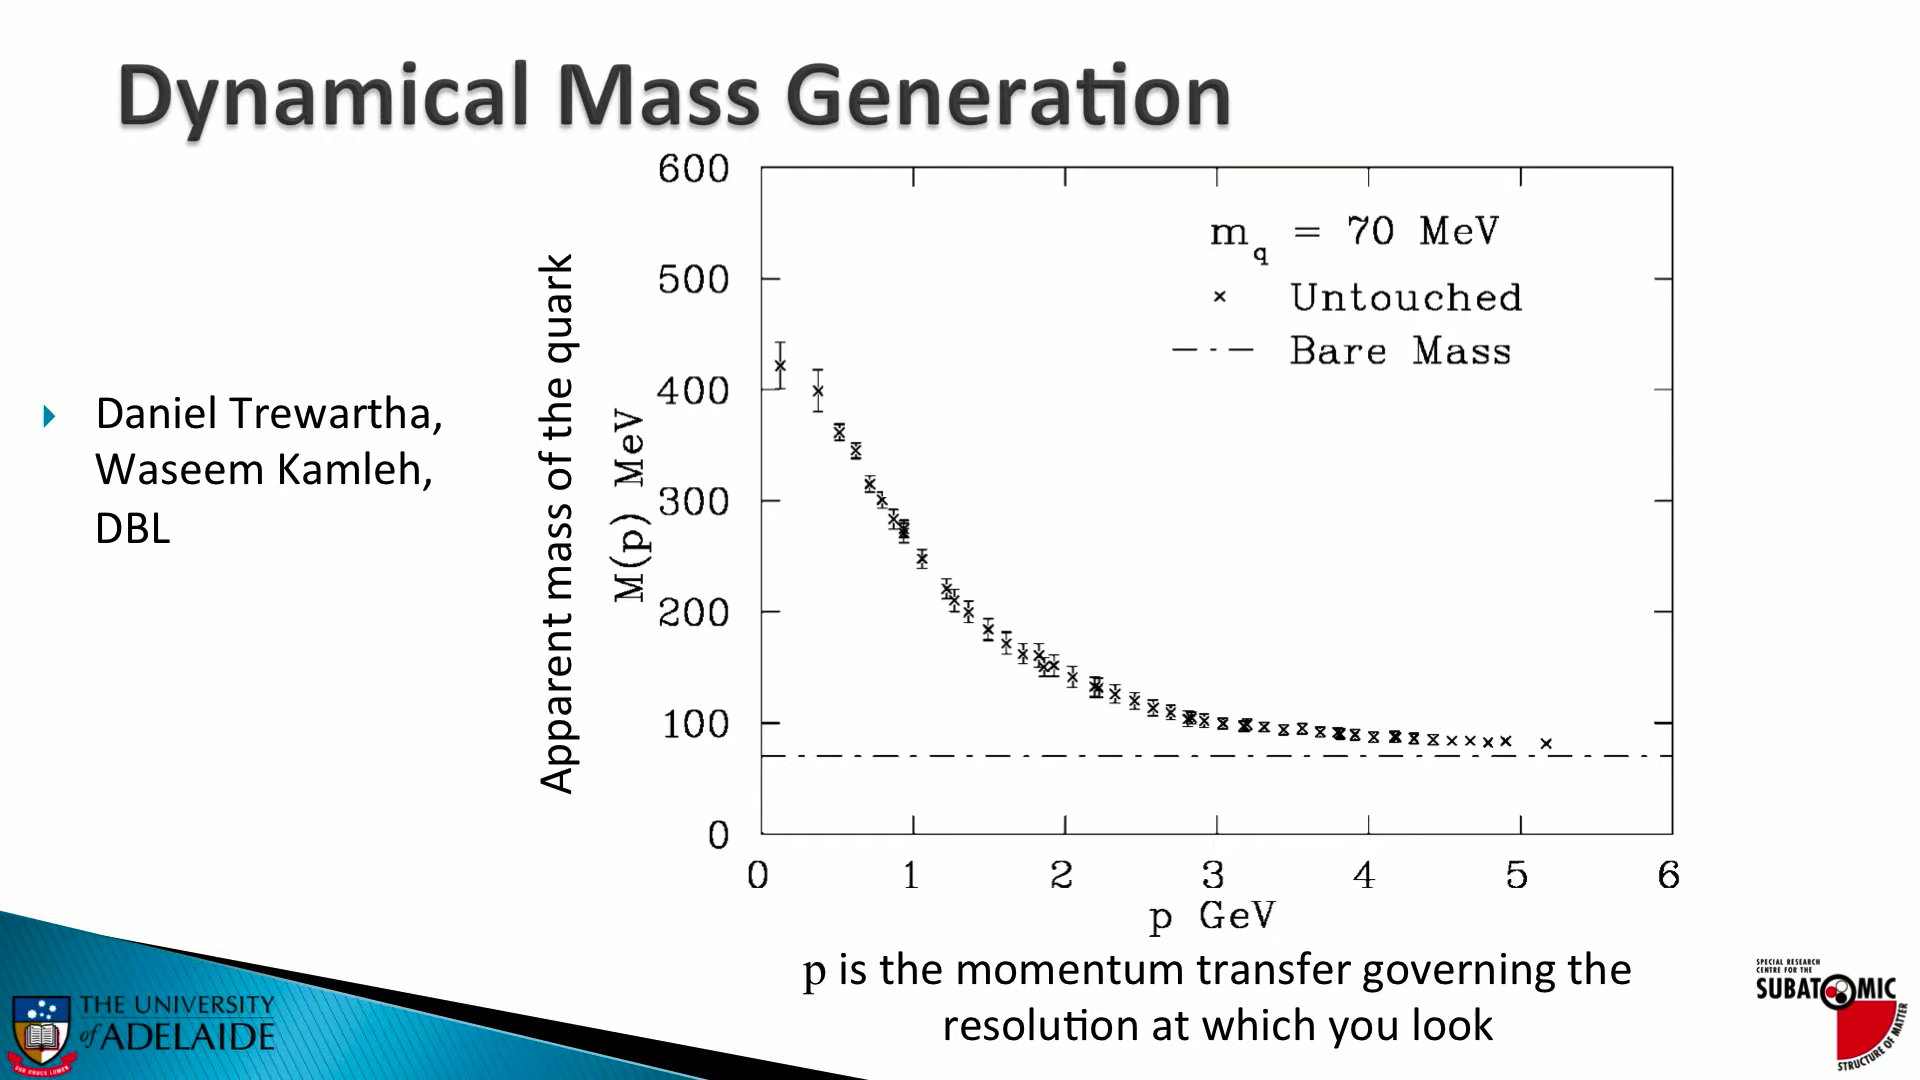 Dynamical Mass Generation
Daniel Trewartha,
Waseem Kamleh,
DBL
Apparent mass of the quark
M(p) MeV
600
500
400
300
200
100
0
m_q = 70 MeV
Untouched
Bare Mass
0 1 2 3 4 5 6
p GeV
p is the momentum transfer governing the
resolution at which you look
THE UNIVERSITY
of ADELAIDE
SUB CRUCE LUMEN
SPECIAL RESEARCH
CENTRE FOR THE
SUBATOMIC
STRUCTURE OF MATTER